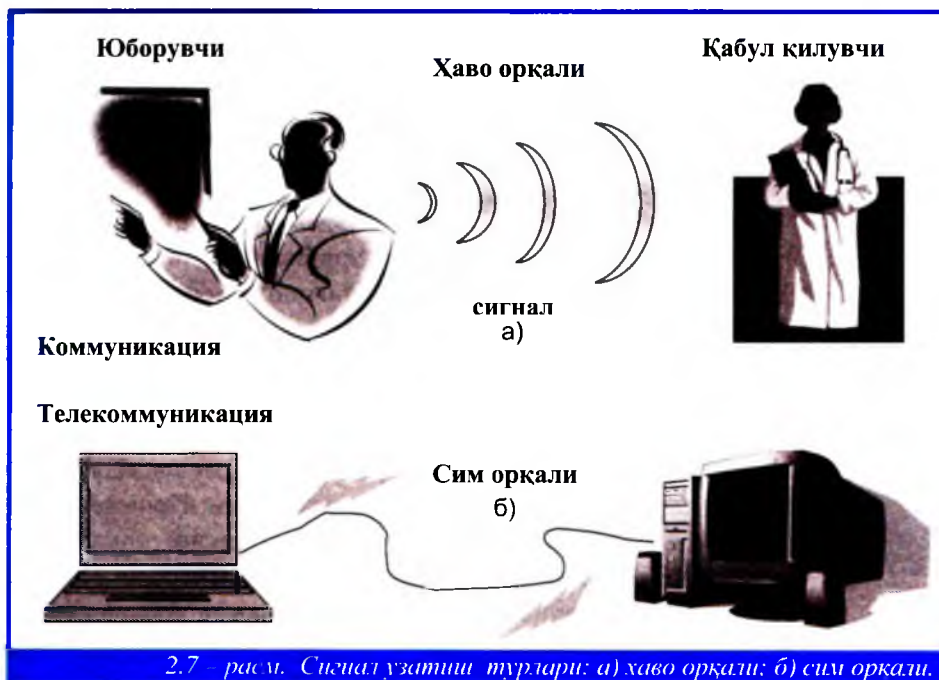 Юборувчи
Ҳаво орқали
Қабул қилувчи
сигнал
а)
Коммуникация
Телекоммуникация
Сим орқали
б)
2.7 – расм. Сигнал узатиш турлари: а) хаво орқали; б) сим орқали.